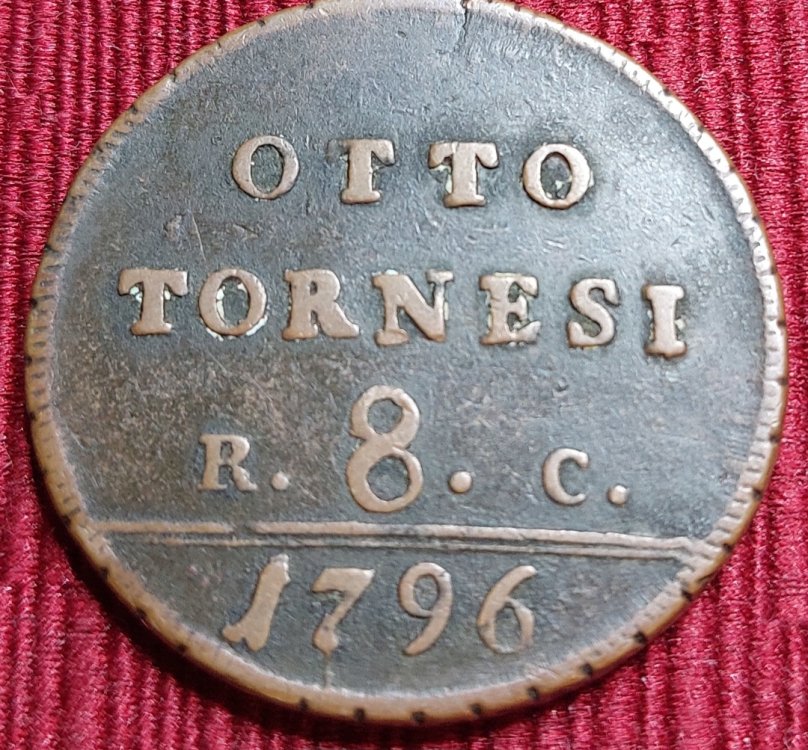 OTTO
TORNESI
R. 8. C.
1796